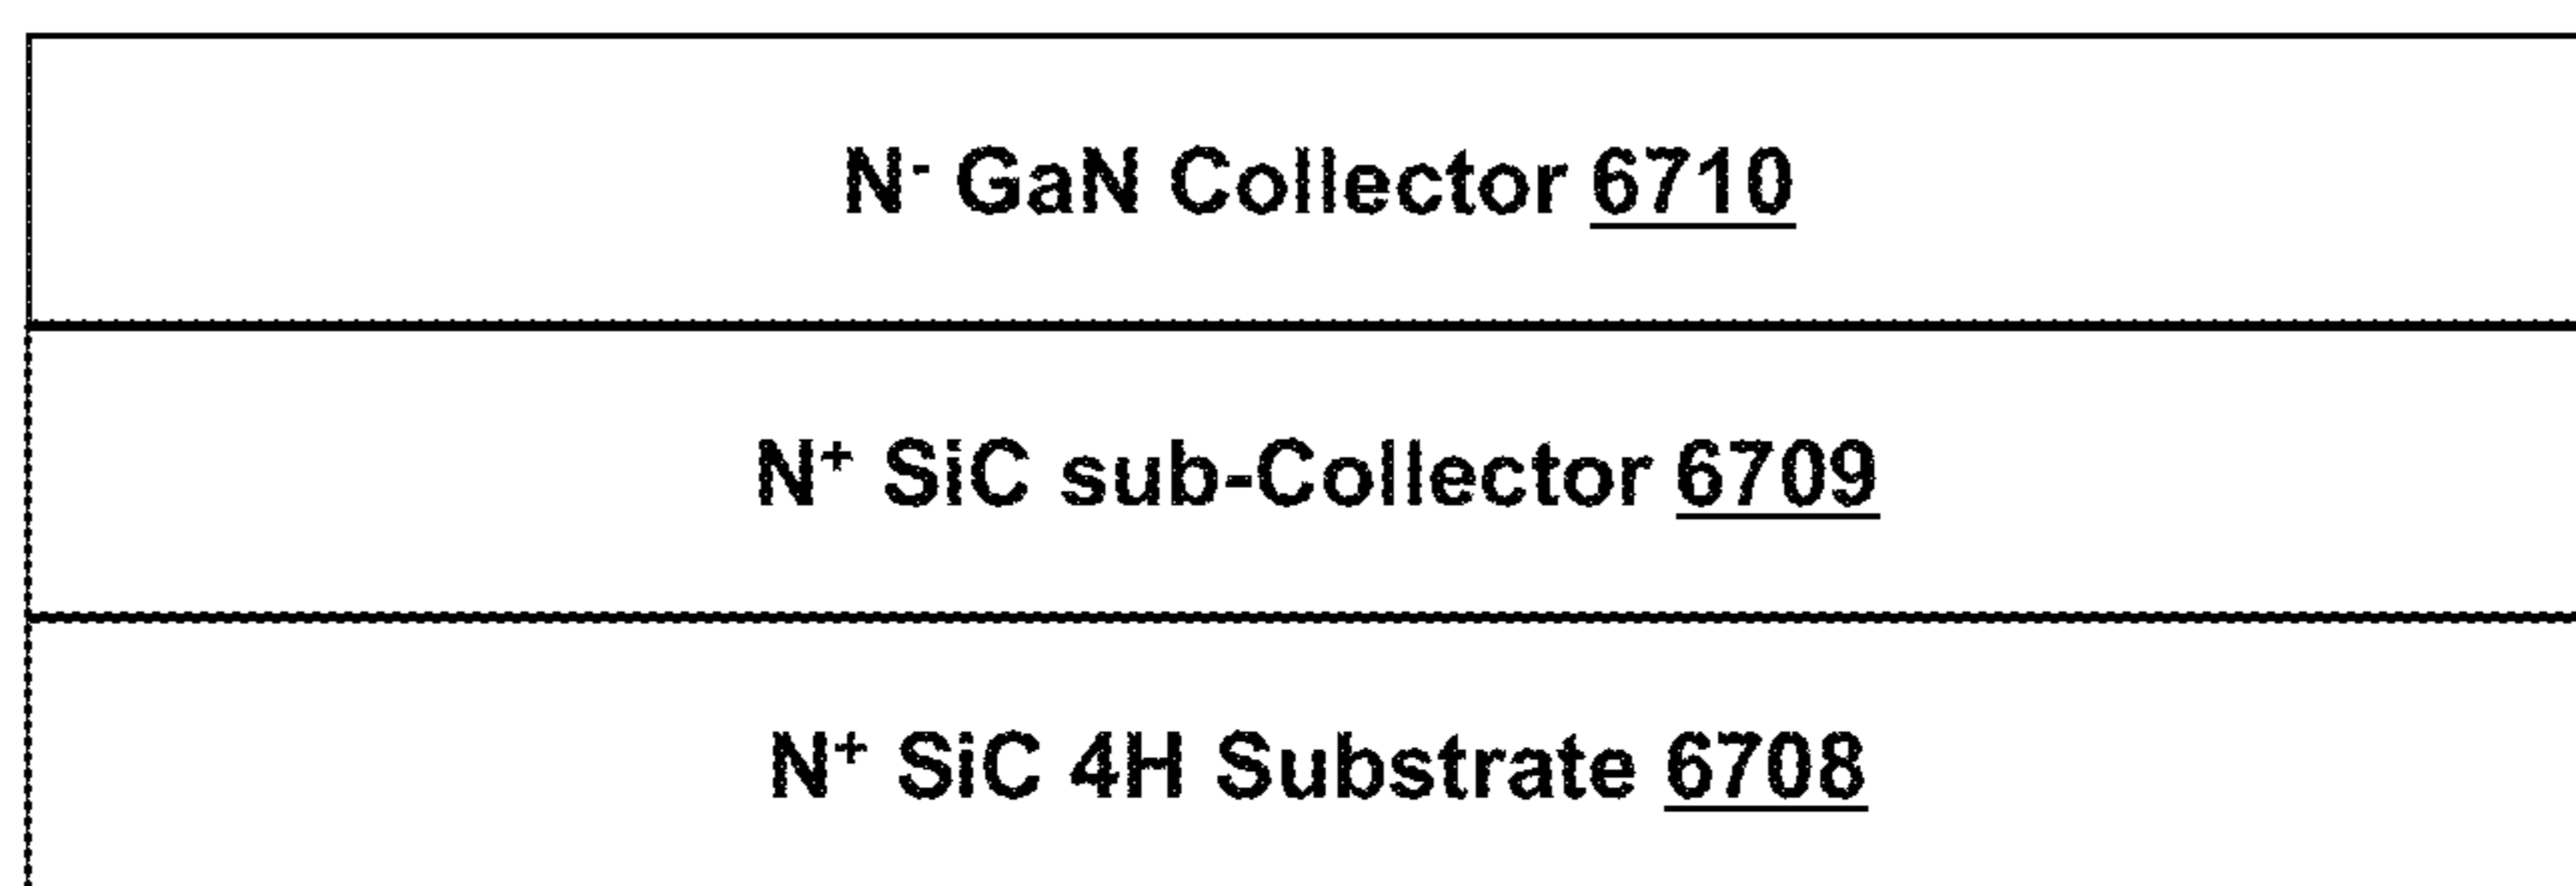 N⁻ GaN Collector 6710
N⁺ SiC sub-Collector 6709
N⁺ SiC 4H Substrate 6708